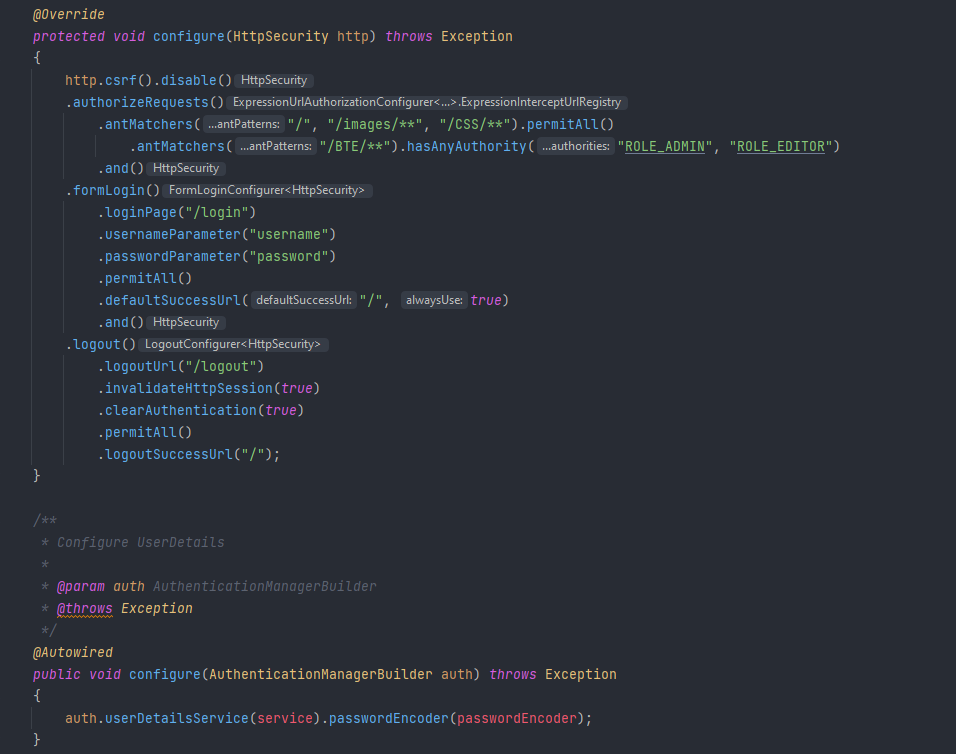 @Override
protected void configure(HttpSecurity http) throws Exception
{
    http.csrf().disable() HttpSecurity
    .authorizeRequests() ExpressionUrlAuthorizationConfigurer<...>.ExpressionInterceptUrlRegistry
        .antMatchers( ...antPatterns: "/", "/images/**", "/CSS/**").permitAll()
            .antMatchers( ...antPatterns: "/BTE/**").hasAnyAuthority( ...authorities: "ROLE_ADMIN", "ROLE_EDITOR")
        .and() HttpSecurity
    .formLogin() FormLoginConfigurer<HttpSecurity>
        .loginPage("/login")
        .usernameParameter("username")
        .passwordParameter("password")
        .permitAll()
        .defaultSuccessUrl( defaultSuccessUrl: "/", alwaysUse: true)
        .and() HttpSecurity
    .logout() LogoutConfigurer<HttpSecurity>
        .logoutUrl("/logout")
        .invalidateHttpSession(true)
        .clearAuthentication(true)
        .permitAll()
        .logoutSuccessUrl("/");
}
/**
 * Configure UserDetails
 *
 * @param auth AuthenticationManagerBuilder
 * @throws Exception
 */
@Autowired
public void configure(AuthenticationManagerBuilder auth) throws Exception
{
    auth.userDetailsService(service).passwordEncoder(passwordEncoder);
}